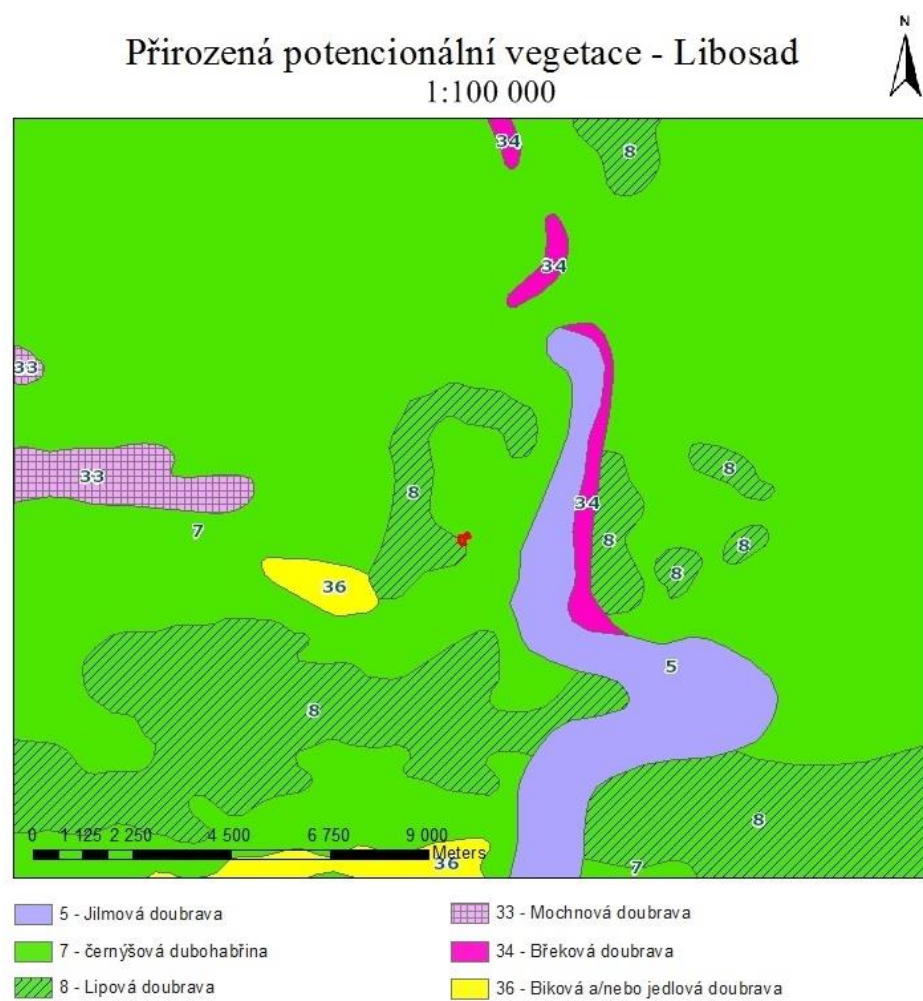 N
Přirozená potencionální vegetace - Libosad
1:100 000
34
8
34
33
33
8
8
34
7
8
8
8
36
5
8
8
0 1 125 2 250 4 500 6 750 9 000
Meters
36
7
5 - Jilmová doubrava
33 - Mochnová doubrava
7 - černýšová dubohabřina
34 - Břeková doubrava
8 - Lipová doubrava
36 - Biková a/nebo jedlová doubrava